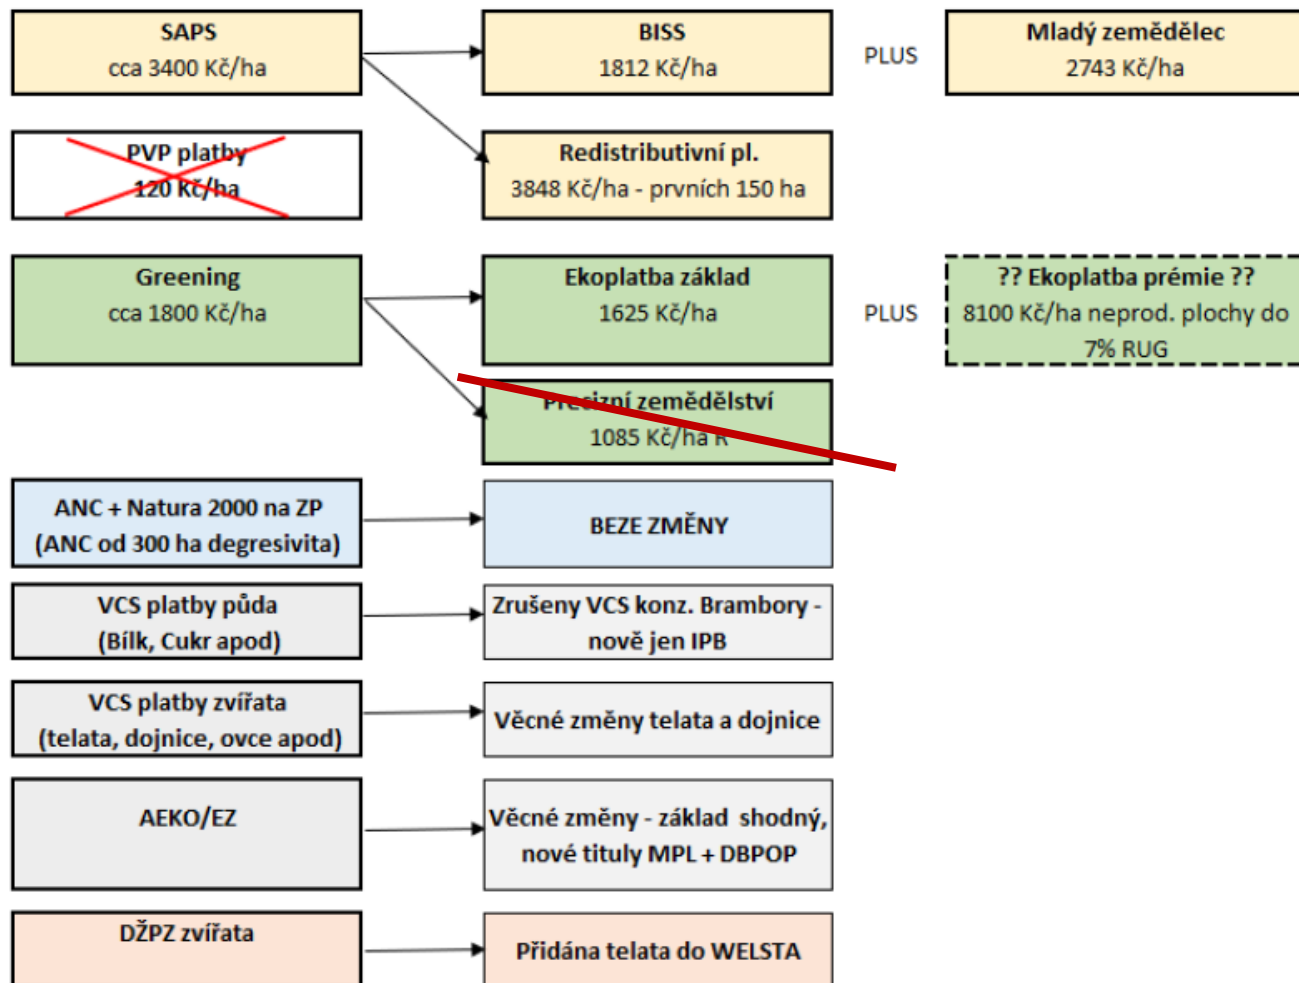 SAPS
cca 3400 Kč/ha
BISS
1812 Kč/ha
PLUS
Mladý zemědělec
2743 Kč/ha
PVP platby
120 Kč/ha
Redistributivní pl.
3848 Kč/ha - prvních 150 ha
Greening
cca 1800 Kč/ha
Ekoplatba základ
1625 Kč/ha
PLUS
?? Ekoplatba prémie ??
8100 Kč/ha neprod. plochy do
7% RUG
Precizní zemědělství
1085 Kč/ha R
ANC + Natura 2000 na ZP
(ANC od 300 ha degresivita)
BEZE ZMĚNY
VCS platby půda
(Bílk, Cukr apod)
Zrušeny VCS konz. Brambory -
nově jen IPB
VCS platby zvířata
(telata, dojnice, ovce apod)
Věcné změny telata a dojnice
AEKO/EZ
Věcné změny - základ shodný,
nové tituly MPL + DBPOP
DŽPZ zvířata
Přidána telata do WELSTA